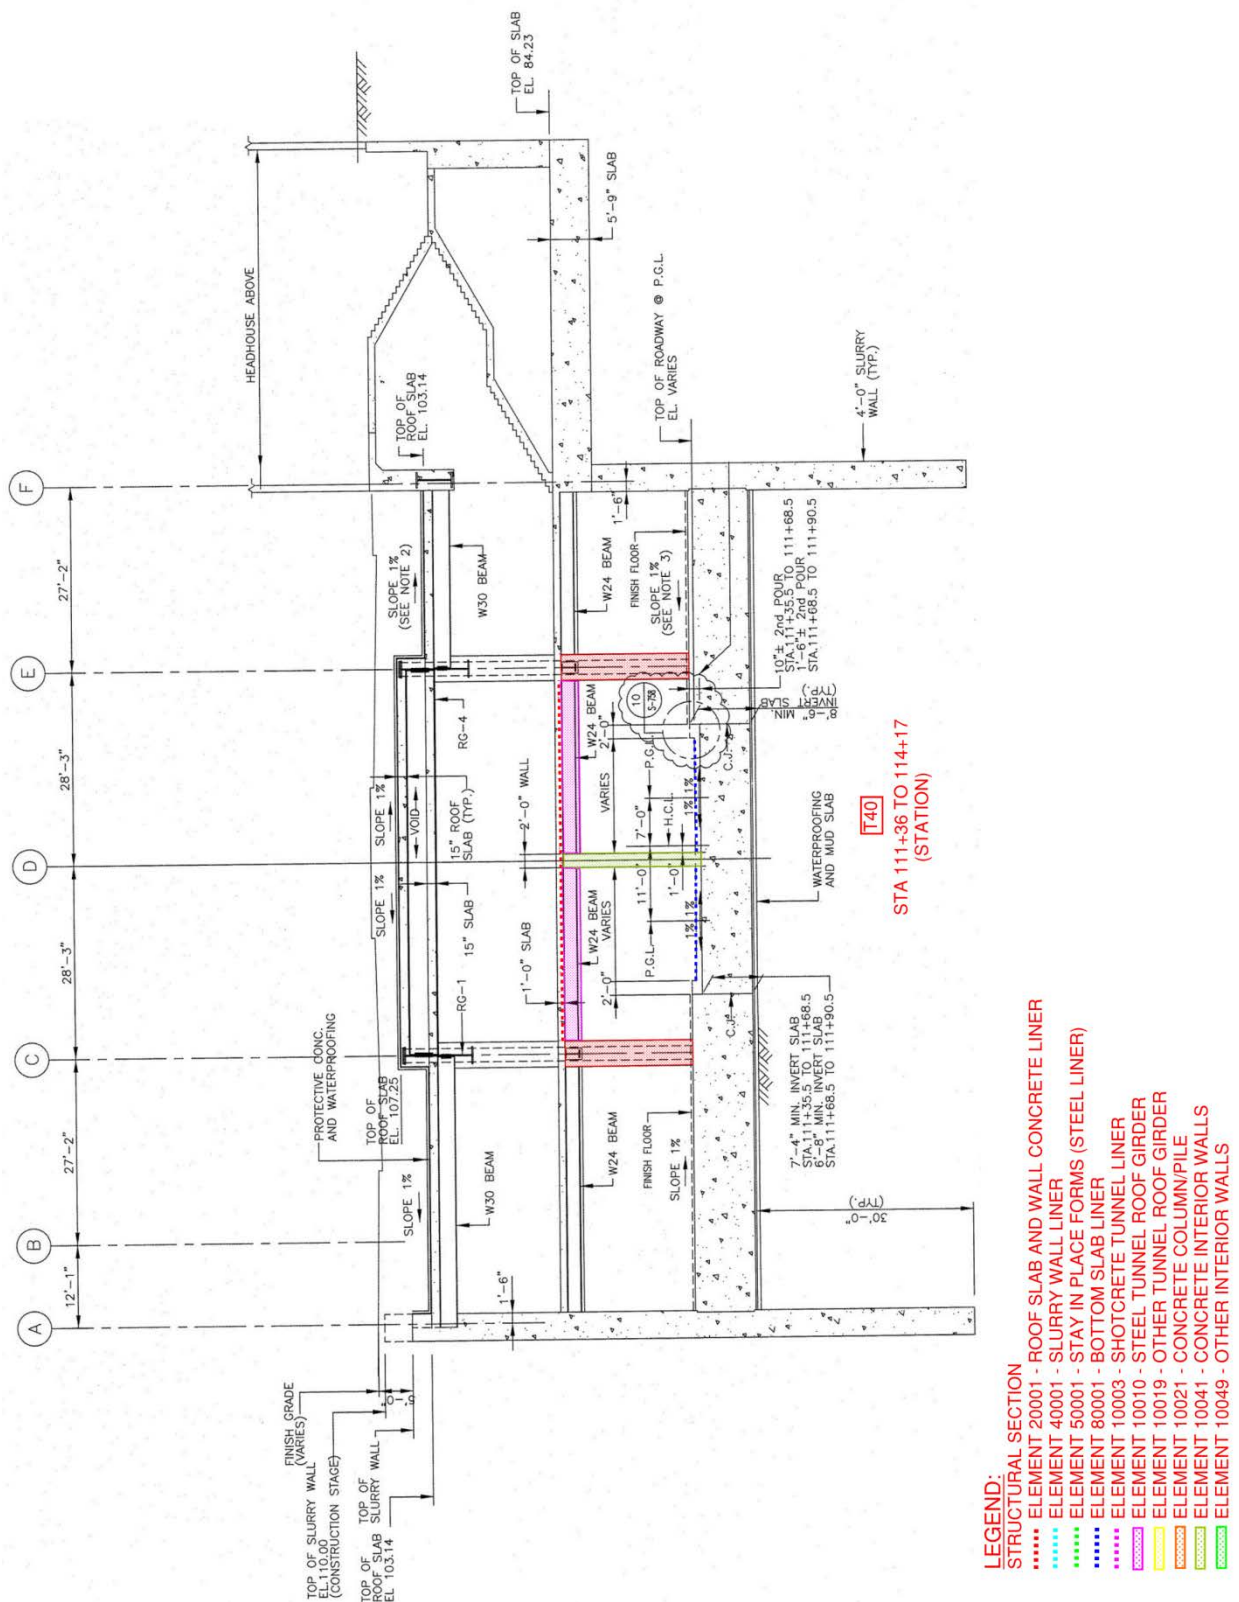 HEADHOUSE ABOVE
TOP OF SLAB
EL. 84.23
5'-9" SLAB
TOP OF
ROOF SLAB
EL. 103.14
TOP OF ROADWAY @ P.G.L.
EL. VARIES
4'-0" SLURRY
WALL (TYP.)
F
27'-2"
E
28'-3"
D
28'-3"
C
27'-2"
B
12'-1"
A
SLOPE 1%
(SEE NOTE 2)
W30 BEAM
W24 BEAM
FINISH FLOOR
SLOPE 1%
(SEE NOTE 3)
1'-6"
10"± 2nd POUR
STA.111+35.5 TO 111+68.5
1'-6"± 2nd POUR
STA.111+68.5 TO 111+90.5
8'-6" MIN.
INVERT SLAB
(TYP.)
SLOPE 1%
VOID
RG-4
15" ROOF
SLAB (TYP.)
2'-0" WALL
W24 BEAM
2'-0"
10
S-758
VARIES
P.G.L.
7'-0"
H.C.L.
1% 1%
C.J.
SLOPE 1%
15" SLAB
1'-0" SLAB
W24 BEAM
VARIES
11'-0"
1'-0"
P.G.L.
1% 1%
2'-0"
C.J.
WATERPROOFING
AND MUD SLAB
T40
STA 111+36 TO 114+17
(STATION)
RG-1
PROTECTIVE CONC.
AND WATERPROOFING
TOP OF
ROOF SLAB
EL. 107.25
SLOPE 1%
W30 BEAM
W24 BEAM
FINISH FLOOR
SLOPE 1%
7'-4" MIN. INVERT SLAB
STA.111+35.5 TO 111+68.5
6'-8" MIN. INVERT SLAB
STA.111+68.5 TO 111+90.5
30'-0"
(TYP.)
1'-6"
FINISH GRADE
(VARIES)
TOP OF SLURRY WALL
EL.110.00
(CONSTRUCTION STAGE)
TOP OF
SLURRY WALL
TOP OF
ROOF SLAB
EL 103.14
LEGEND:
STRUCTURAL SECTION
ELEMENT 20001 - ROOF SLAB AND WALL CONCRETE LINER
ELEMENT 40001 - SLURRY WALL LINER
ELEMENT 50001 - STAY IN PLACE FORMS (STEEL LINER)
ELEMENT 80001 - BOTTOM SLAB LINER
ELEMENT 10003 - SHOTCRETE TUNNEL LINER
ELEMENT 10010 - STEEL TUNNEL ROOF GIRDER
ELEMENT 10019 - OTHER TUNNEL ROOF GIRDER
ELEMENT 10021 - CONCRETE COLUMN/PILE
ELEMENT 10041 - CONCRETE INTERIOR WALLS
ELEMENT 10049 - OTHER INTERIOR WALLS